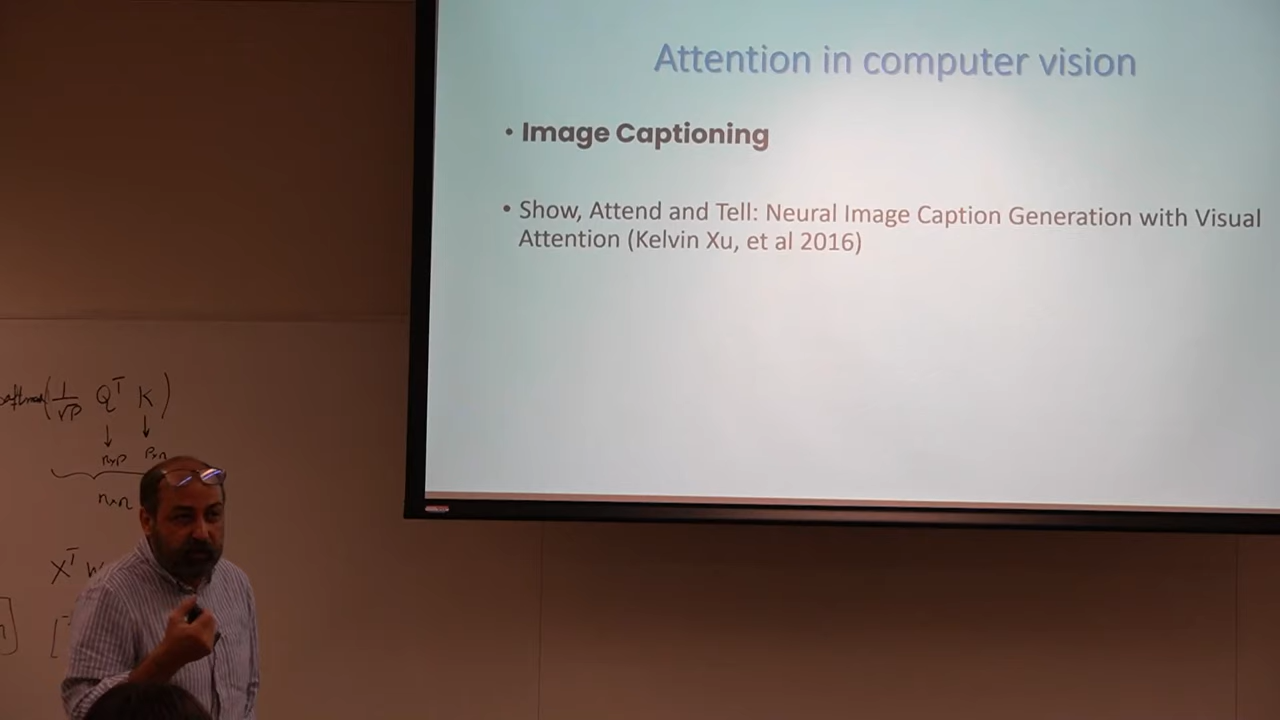 Attention in computer vision
• Image Captioning
• Show, Attend and Tell: Neural Image Caption Generation with Visual
Attention (Kelvin Xu, et al 2016)
(1/√P Q^T K)
↓ ↓
n×P P×n
n×n
X^T